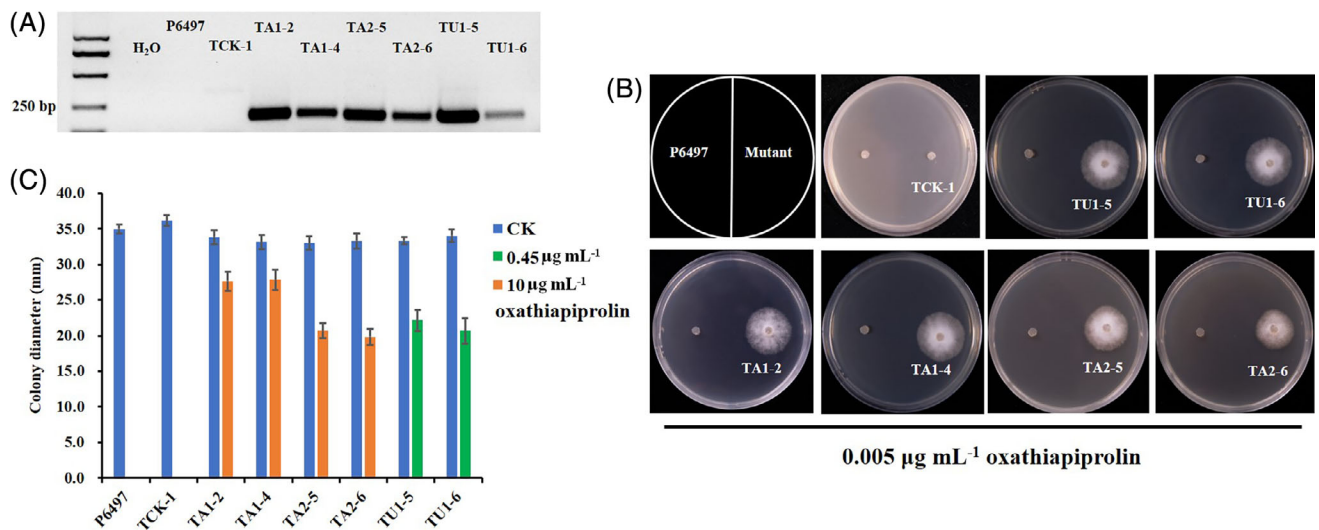 (A)
P6497
TA1-2 TA2-5 TU1-5
H₂O TCK-1 TA1-4 TA2-6 TU1-6
250 bp
(B)
P6497 Mutant
TCK-1
TU1-5
TU1-6
TA1-2
TA1-4
TA2-5
TA2-6
0.005 µg mL⁻¹ oxathiapiprolin
(C)
Colony diameter (mm)
40.0
35.0
30.0
25.0
20.0
15.0
10.0
5.0
0.0
P6497 TCK-1 TA1-2 TA1-4 TA2-5 TA2-6 TU1-5 TU1-6
CK
0.45 µg mL⁻¹
10 µg mL⁻¹
oxathiapiprolin